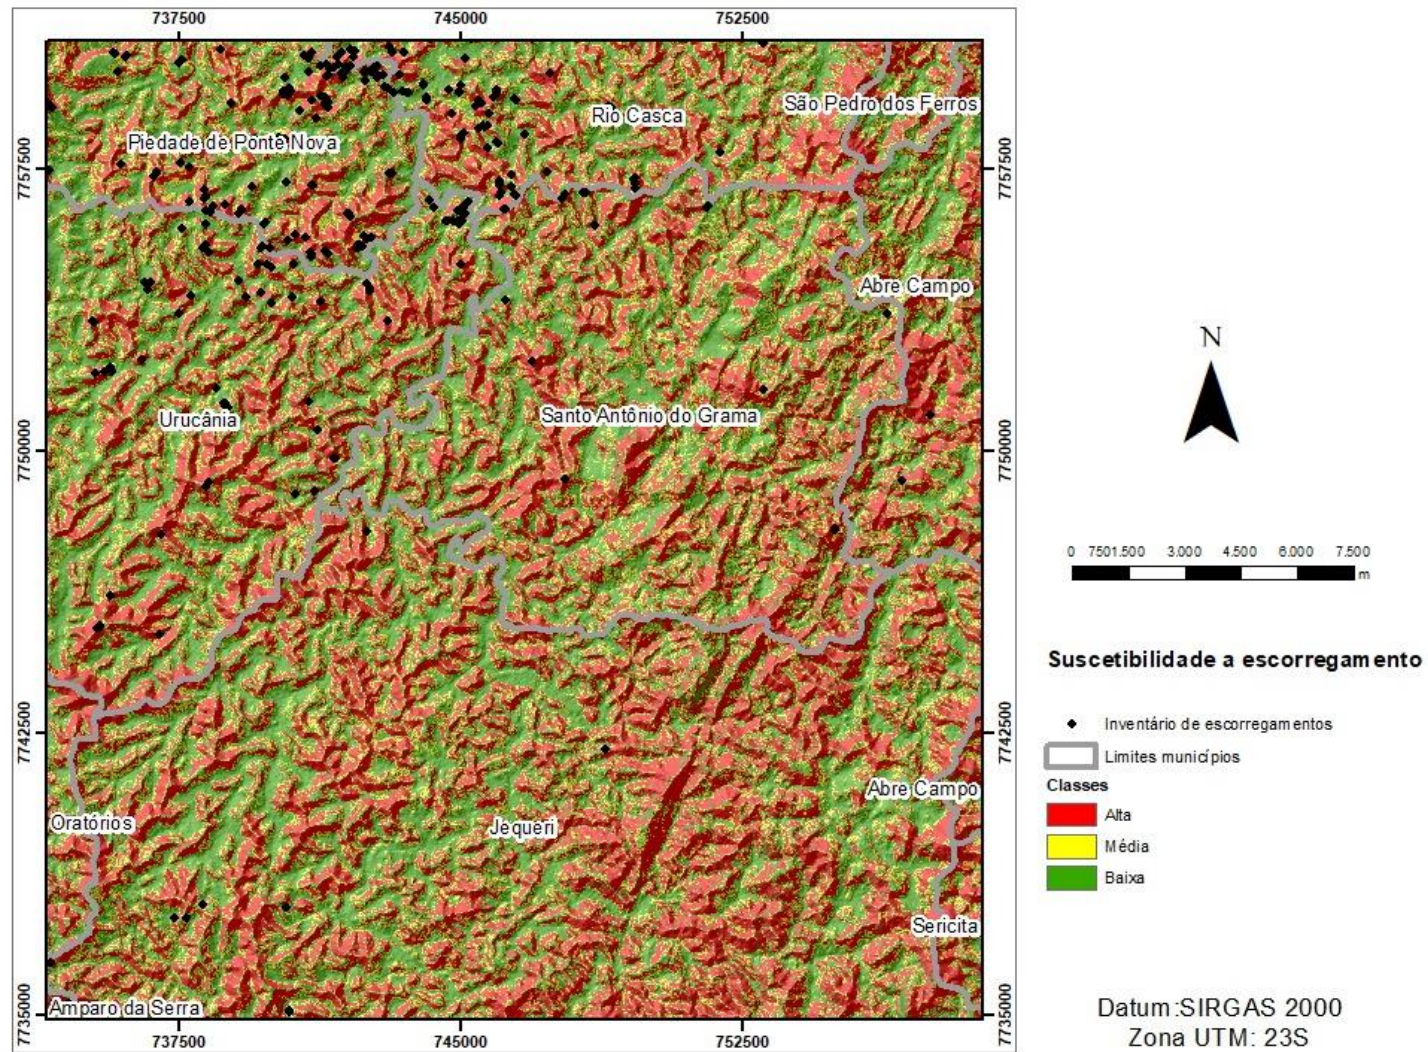 737500
745000
752500
São Pedro dos Ferros
Rio Casca
Piedade de Ponte Nova
7757500
7757500
Abre Campo
Santo Antônio do Grama
Urucânia
7750000
7750000
7742500
7742500
Abre Campo
Oratórios
Jequeri
Sericita
Amparo da Serra
7735000
7735000
737500
745000
752500
N
0 7501.500 3.000 4.500 6.000 7.500
m
Suscetibilidade a escorregamento
Inventário de escorregamentos
Limites municípios
Classes
Alta
Média
Baixa
Datum:SIRGAS 2000
Zona UTM: 23S